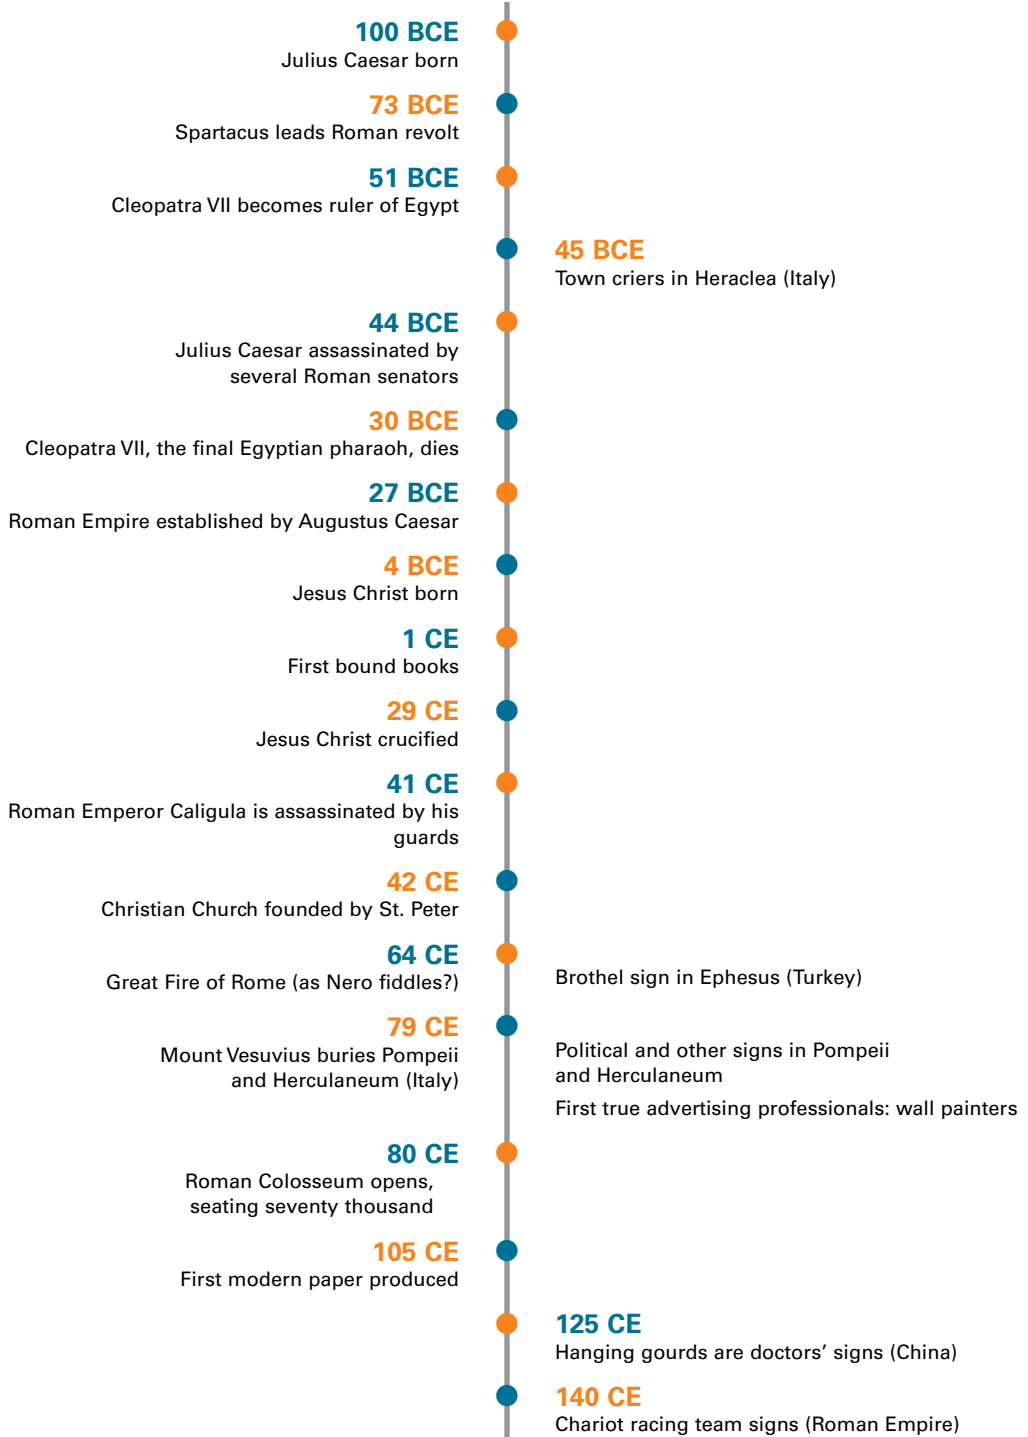 100 BCE
Julius Caesar born
73 BCE
Spartacus leads Roman revolt
51 BCE
Cleopatra VII becomes ruler of Egypt
45 BCE
Town criers in Heraclea (Italy)
44 BCE
Julius Caesar assassinated by
several Roman senators
30 BCE
Cleopatra VII, the final Egyptian pharaoh, dies
27 BCE
Roman Empire established by Augustus Caesar
4 BCE
Jesus Christ born
1 CE
First bound books
29 CE
Jesus Christ crucified
41 CE
Roman Emperor Caligula is assassinated by his
guards
42 CE
Christian Church founded by St. Peter
64 CE
Great Fire of Rome (as Nero fiddles?)
Brothel sign in Ephesus (Turkey)
79 CE
Mount Vesuvius buries Pompeii
and Herculaneum (Italy)
Political and other signs in Pompeii
and Herculaneum
First true advertising professionals: wall painters
80 CE
Roman Colosseum opens,
seating seventy thousand
105 CE
First modern paper produced
125 CE
Hanging gourds are doctors’ signs (China)
140 CE
Chariot racing team signs (Roman Empire)